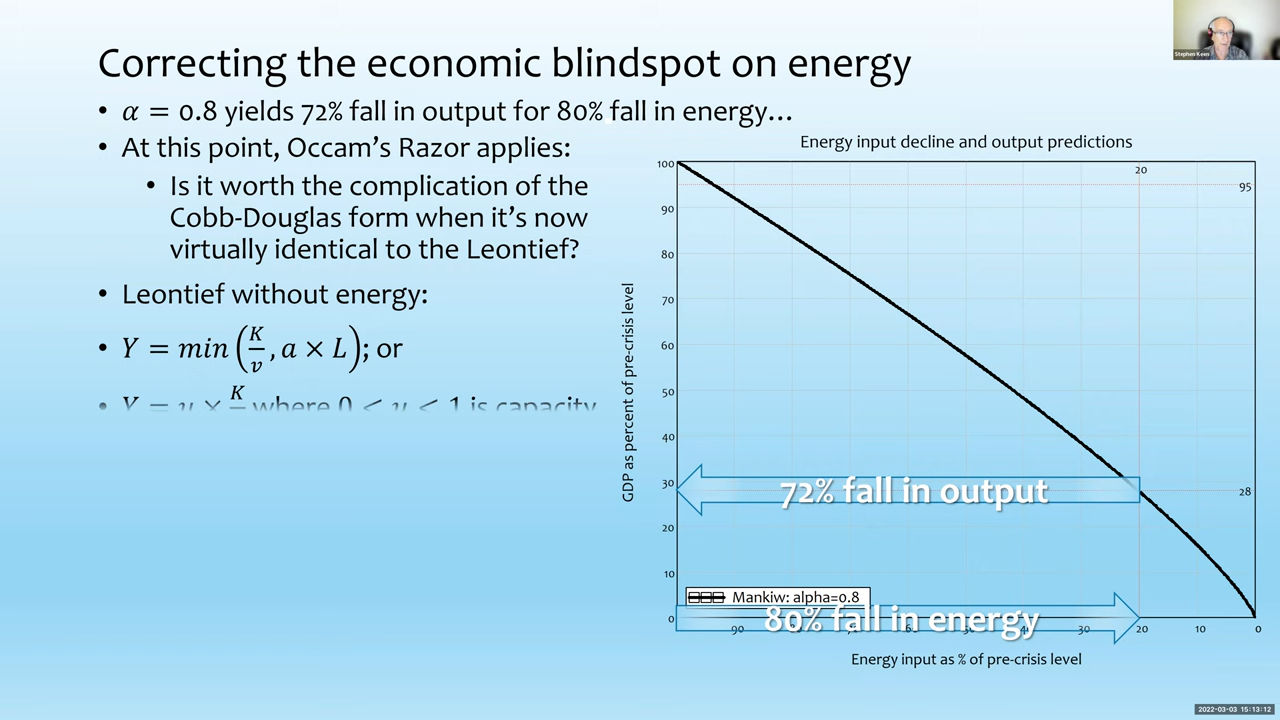 Correcting the economic blindspot on energy
Stephen Keen
• α = 0.8 yields 72% fall in output for 80% fall in energy…
• At this point, Occam's Razor applies:
• Is it worth the complication of the
Cobb-Douglas form when it's now
virtually identical to the Leontief?
• Leontief without energy:
• Y = min (K/v, a × L); or
• Y = u × K where 0 < u < 1 is capacity
Energy input decline and output predictions
GDP as percent of pre-crisis level
100
90
80
70
60
50
40
30
20
10
0
20
95
28
72% fall in output
Mankiw: alpha=0.8
80% fall in energy
90
30
20
10
0
Energy input as % of pre-crisis level
2022-03-03 15:13:12